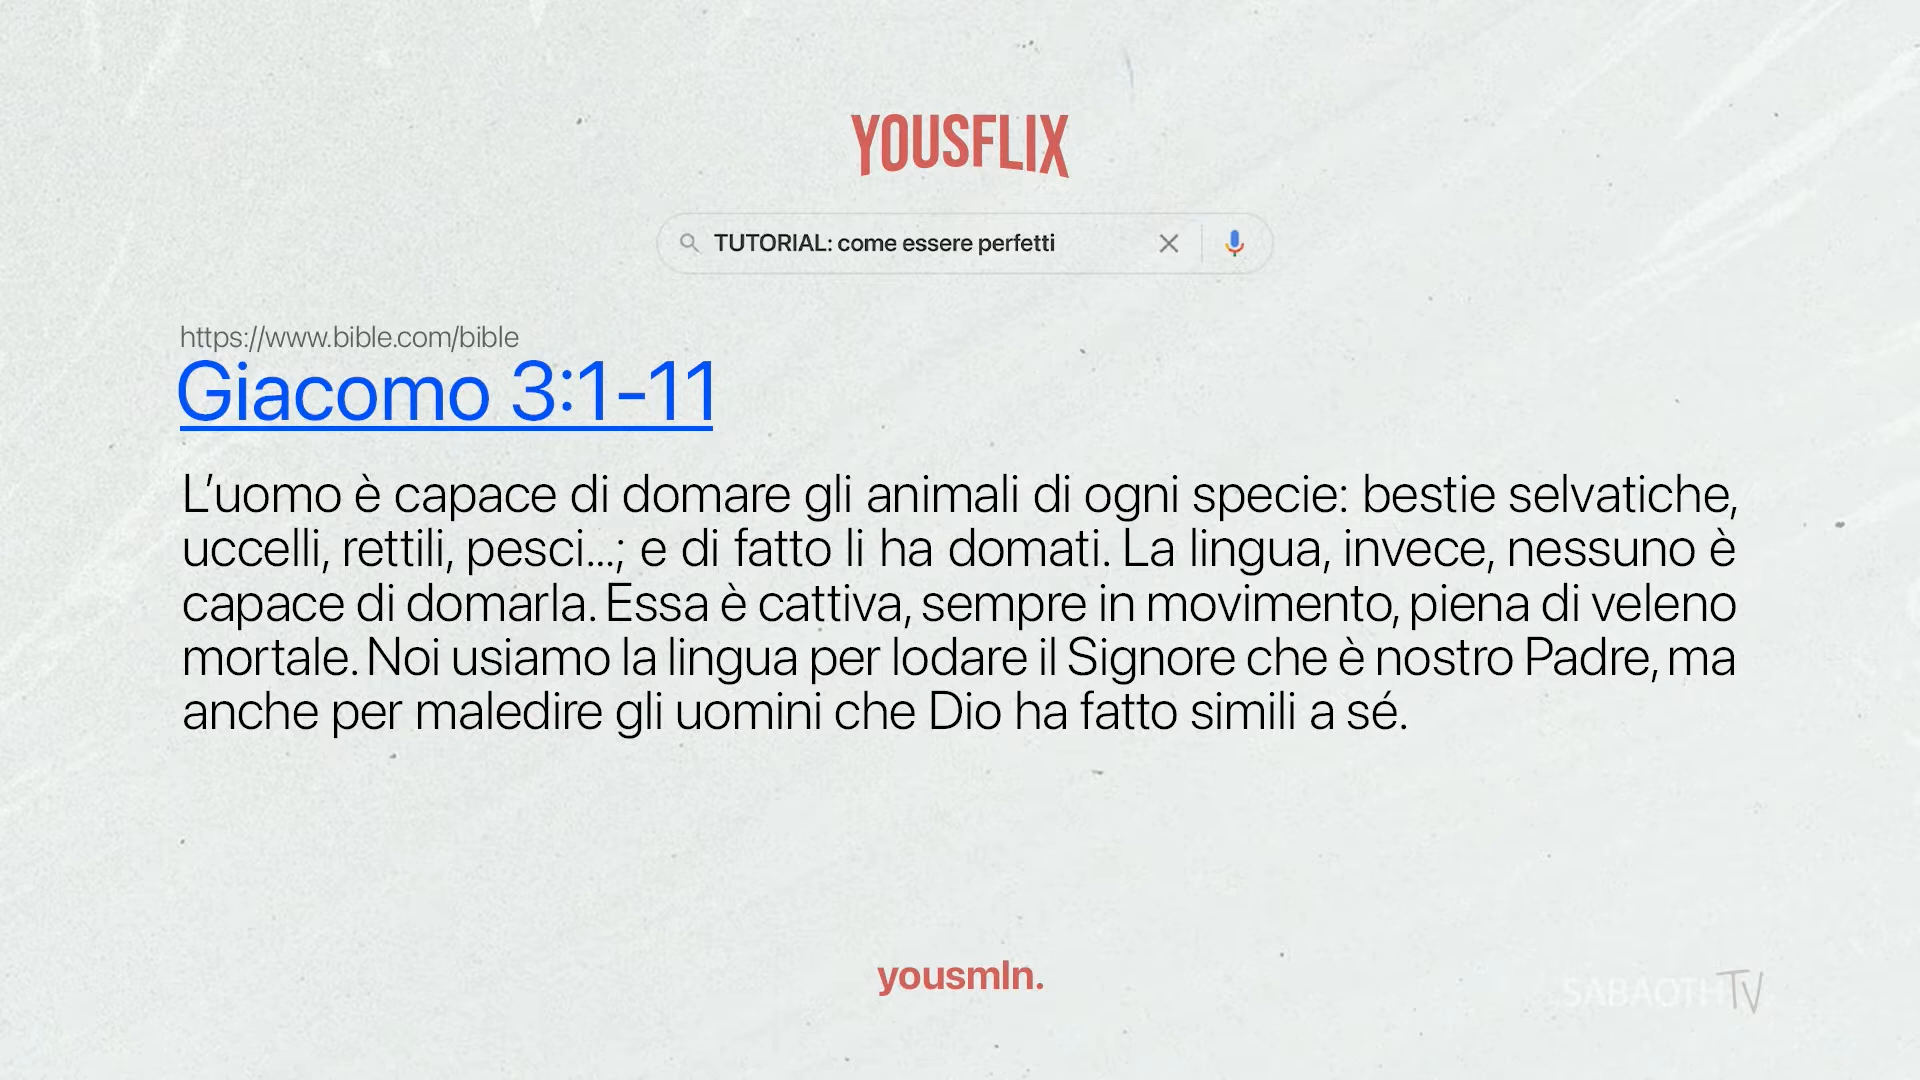 YOUSFLIX
TUTORIAL: come essere perfetti
https://www.bible.com/bible
Giacomo 3:1-11
L'uomo è capace di domare gli animali di ogni specie: bestie selvatiche,
uccelli, rettili, pesci...; e di fatto li ha domati. La lingua, invece, nessuno è
capace di domarla. Essa è cattiva, sempre in movimento, piena di veleno
mortale. Noi usiamo la lingua per lodare il Signore che è nostro Padre, ma
anche per maledire gli uomini che Dio ha fatto simili a sé.
yousmln.
SABAOTH TV